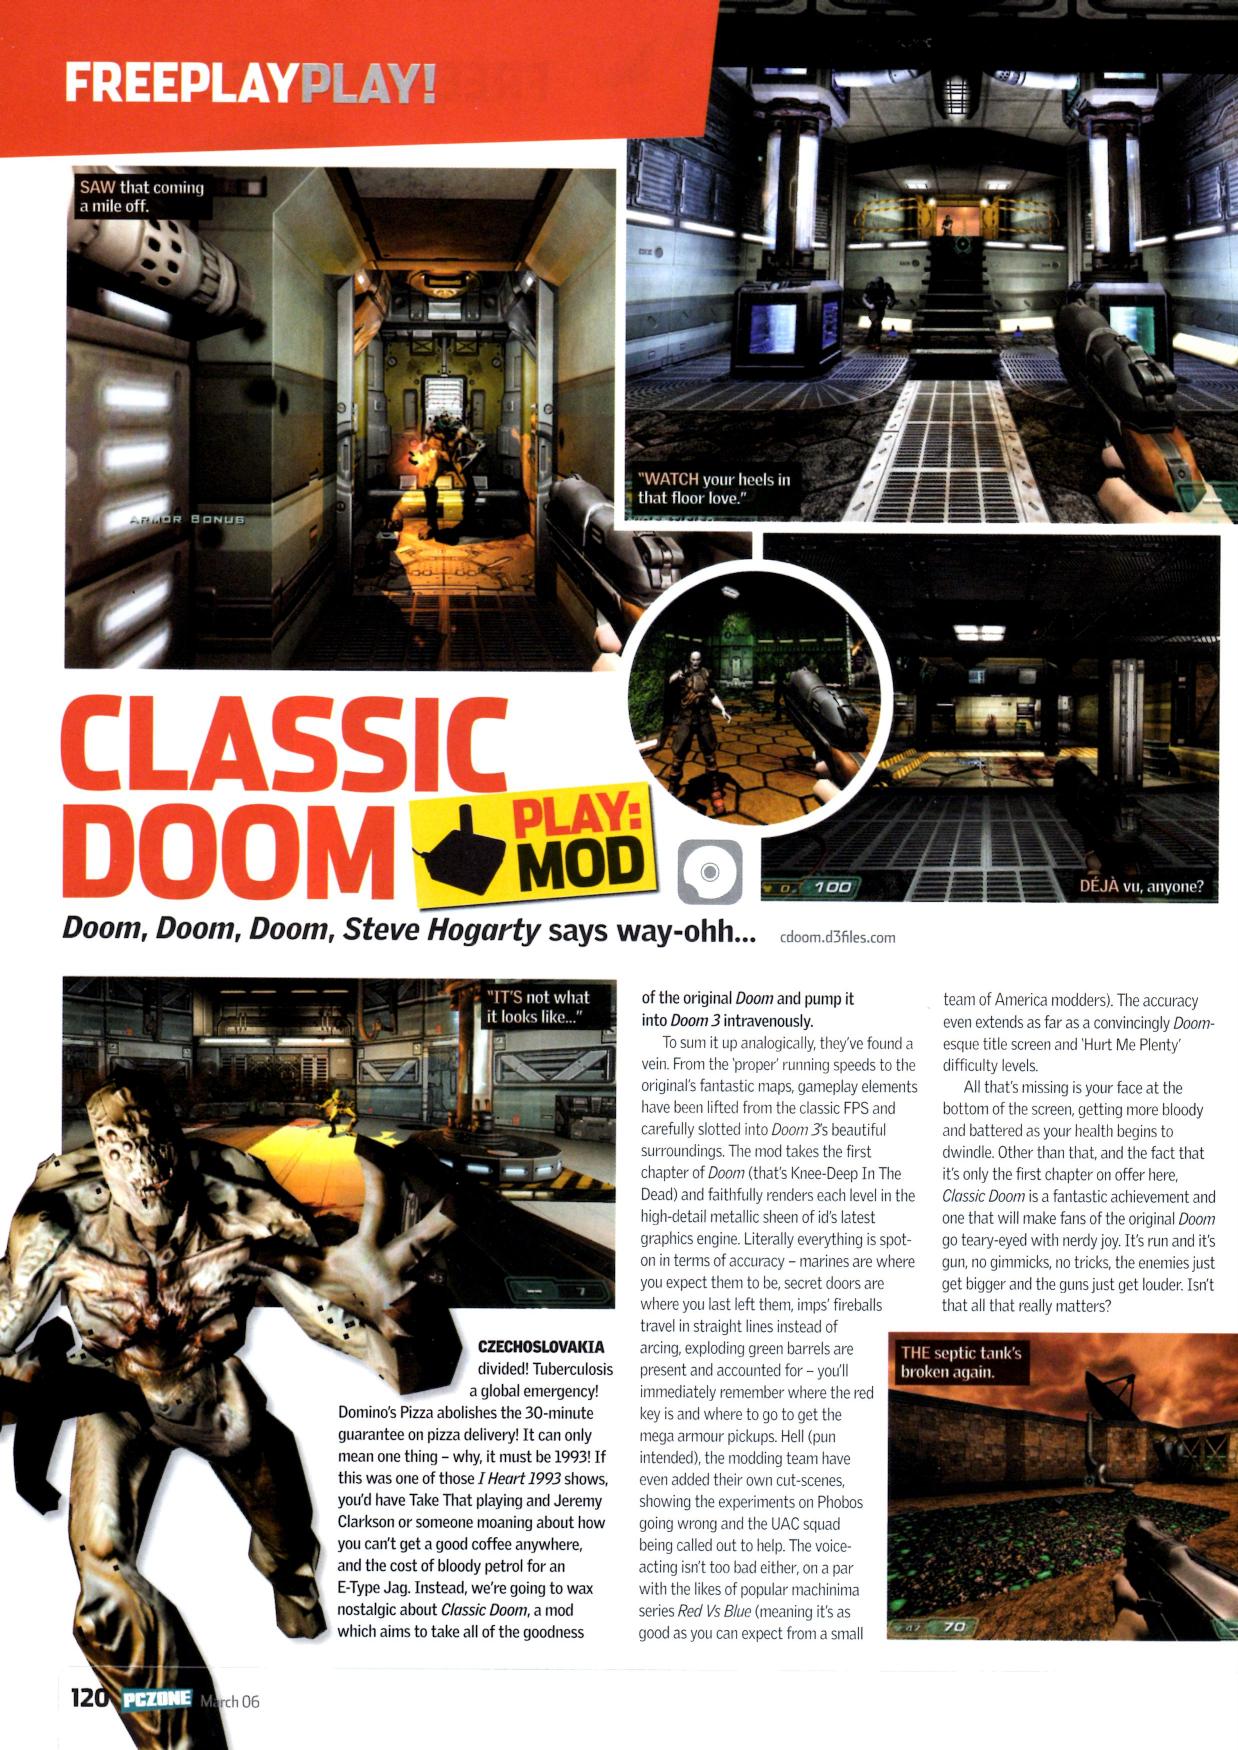 FREEPLAYPLAY!
SAW that coming
a mile off.
ARMOR BONUS
"WATCH your heels in
that floor love."
CLASSIC
DOOM
PLAY:
MOD
0 100
DÉJÀ vu, anyone?
Doom, Doom, Doom, Steve Hogarty says way-ohh...
cdoom.d3files.com
"IT'S not what
it looks like..."
CZECHOSLOVAKIA
divided! Tuberculosis
a global emergency!
Domino's Pizza abolishes the 30-minute
guarantee on pizza delivery! It can only
mean one thing – why, it must be 1993! If
this was one of those I Heart 1993 shows,
you'd have Take That playing and Jeremy
Clarkson or someone moaning about how
you can't get a good coffee anywhere,
and the cost of bloody petrol for an
E-Type Jag. Instead, we're going to wax
nostalgic about Classic Doom, a mod
which aims to take all of the goodness
of the original Doom and pump it
into Doom 3 intravenously.
To sum it up analogically, they've found a
vein. From the 'proper' running speeds to the
original's fantastic maps, gameplay elements
have been lifted from the classic FPS and
carefully slotted into Doom 3's beautiful
surroundings. The mod takes the first
chapter of Doom (that's Knee-Deep In The
Dead) and faithfully renders each level in the
high-detail metallic sheen of id's latest
graphics engine. Literally everything is spot-
on in terms of accuracy – marines are where
you expect them to be, secret doors are
where you last left them, imps' fireballs
travel in straight lines instead of
arcing, exploding green barrels are
present and accounted for – you'll
immediately remember where the red
key is and where to go to get the
mega armour pickups. Hell (pun
intended), the modding team have
even added their own cut-scenes,
showing the experiments on Phobos
going wrong and the UAC squad
being called out to help. The voice-
acting isn't too bad either, on a par
with the likes of popular machinima
series Red Vs Blue (meaning it's as
good as you can expect from a small
team of America modders). The accuracy
even extends as far as a convincingly Doom-
esque title screen and 'Hurt Me Plenty'
difficulty levels.
All that's missing is your face at the
bottom of the screen, getting more bloody
and battered as your health begins to
dwindle. Other than that, and the fact that
it's only the first chapter on offer here,
Classic Doom is a fantastic achievement and
one that will make fans of the original Doom
go teary-eyed with nerdy joy. It's run and it's
gun, no gimmicks, no tricks, the enemies just
get bigger and the guns just get louder. Isn't
that all that really matters?
THE septic tank's
broken again.
70
120 PCZONE March 06